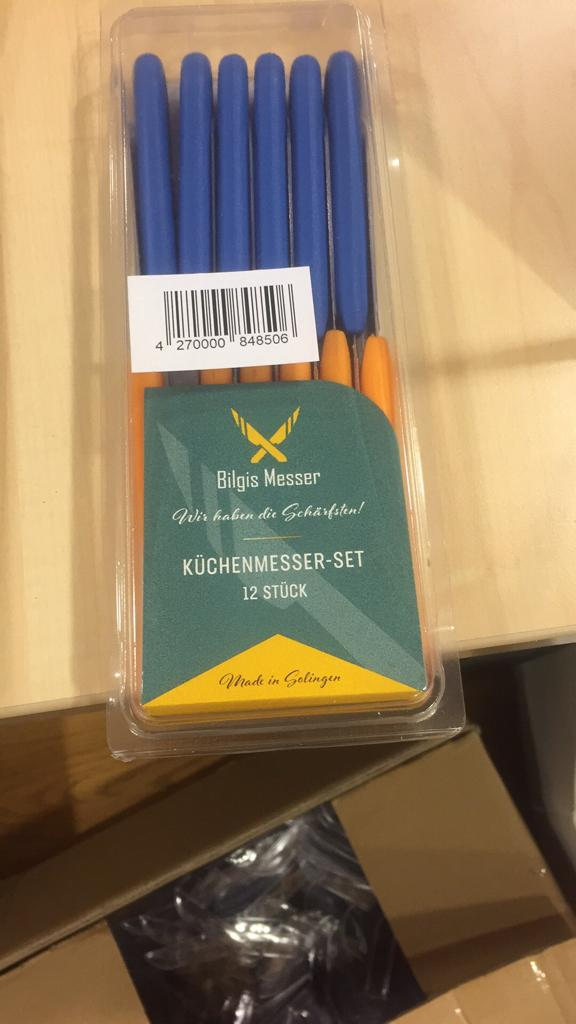 4 270000 848506
Bilgis Messer
Wir haben die Schärfsten!
KÜCHENMESSER-SET
12 STÜCK
Made in Solingen